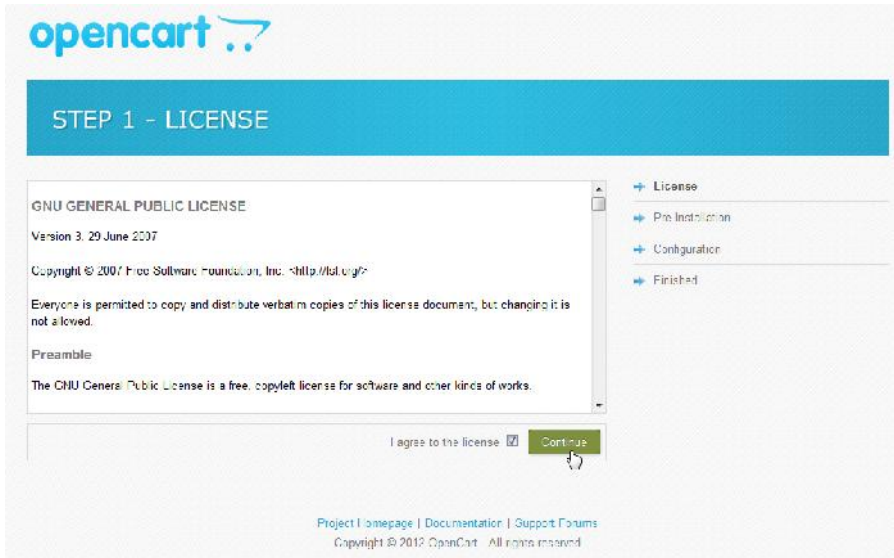 opencart
STEP 1 - LICENSE
GNU GENERAL PUBLIC LICENSE
Version 3, 29 June 2007
Copyright © 2007 Free Software Foundation, Inc. <http://fsf.org/>
Everyone is permitted to copy and distribute verbatim copies of this license document, but changing it is
not allowed.
Preamble
The GNU General Public License is a free, copyleft license for software and other kinds of works.
I agree to the license
Continue
License
Pre-Installation
Configuration
Finished
Project Homepage | Documentation | Support Forums
Copyright © 2012 OpenCart - All rights reserved